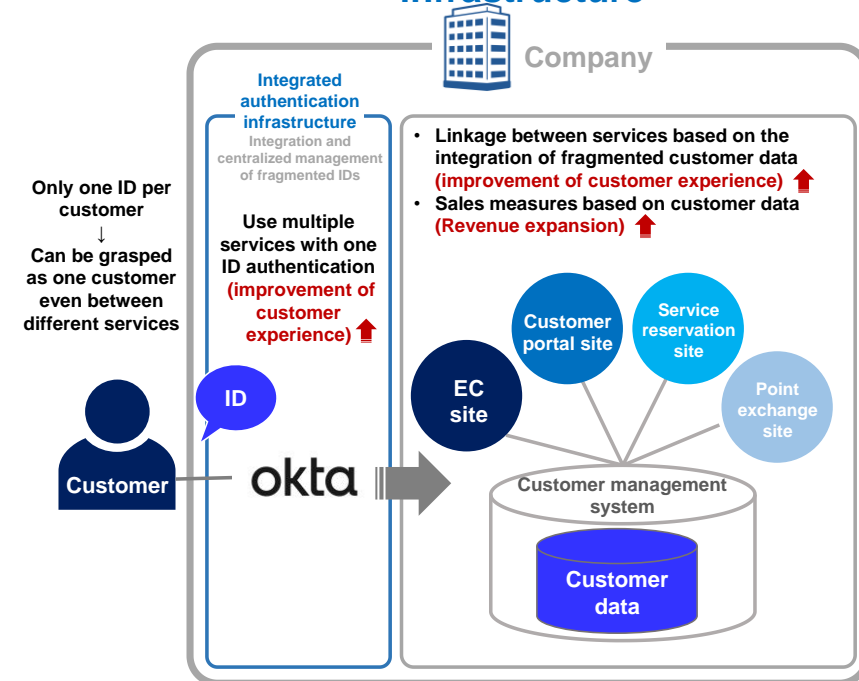 Infrastructure
Company
Integrated
authentication
infrastructure
Integration and
centralized management
of fragmented IDs
Use multiple
services with one
ID authentication
(improvement of
customer
experience)
• Linkage between services based on the
integration of fragmented customer data
(improvement of customer experience)
• Sales measures based on customer data
(Revenue expansion)
Only one ID per
customer
↓
Can be grasped
as one customer
even between
different services
ID
Customer
okta
EC
site
Customer
portal site
Service
reservation
site
Point
exchange
site
Customer management
system
Customer
data